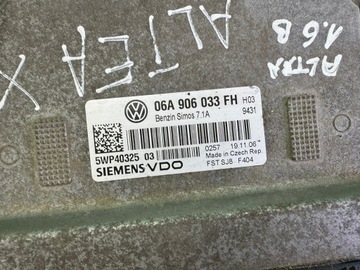 ALTEA X
ALTEA
1.6 B
06A 906 033 FH H03
Benzin Simos 7.1A 9431
5WP40325 03 0257 19.11.06*
Made in Czech Rep.
SIEMENS VDO FST SJ8 F404